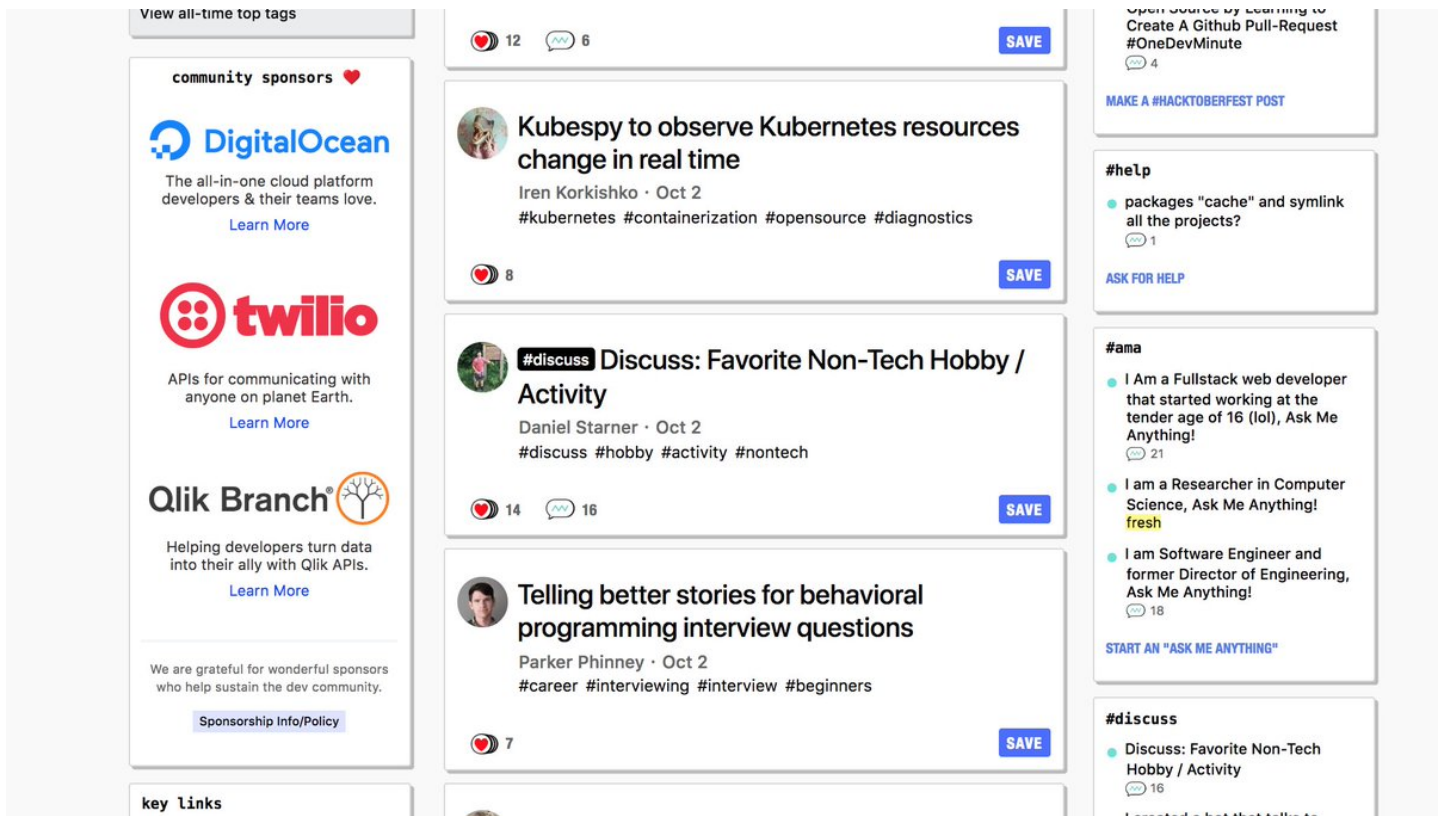 View all-time top tags
community sponsors
DigitalOcean
The all-in-one cloud platform
developers & their teams love.
Learn More
twilio
APIs for communicating with
anyone on planet Earth.
Learn More
Qlik Branch®
Helping developers turn data
into their ally with Qlik APIs.
Learn More
We are grateful for wonderful sponsors
who help sustain the dev community.
Sponsorship Info/Policy
key links
12 6 SAVE
Kubespy to observe Kubernetes resources
change in real time
Iren Korkishko · Oct 2
#kubernetes #containerization #opensource #diagnostics
8 SAVE
#discuss Discuss: Favorite Non-Tech Hobby /
Activity
Daniel Starner · Oct 2
#discuss #hobby #activity #nontech
14 16 SAVE
Telling better stories for behavioral
programming interview questions
Parker Phinney · Oct 2
#career #interviewing #interview #beginners
7 SAVE
Open Source by Learning to
Create A Github Pull-Request
#OneDevMinute
4
MAKE A #HACKTOBERFEST POST
#help
packages "cache" and symlink
all the projects?
1
ASK FOR HELP
#ama
I Am a Fullstack web developer
that started working at the
tender age of 16 (lol), Ask Me
Anything!
21
I am a Researcher in Computer
Science, Ask Me Anything!
fresh
I am Software Engineer and
former Director of Engineering,
Ask Me Anything!
18
START AN "ASK ME ANYTHING"
#discuss
Discuss: Favorite Non-Tech
Hobby / Activity
16
I created a bot that talks to